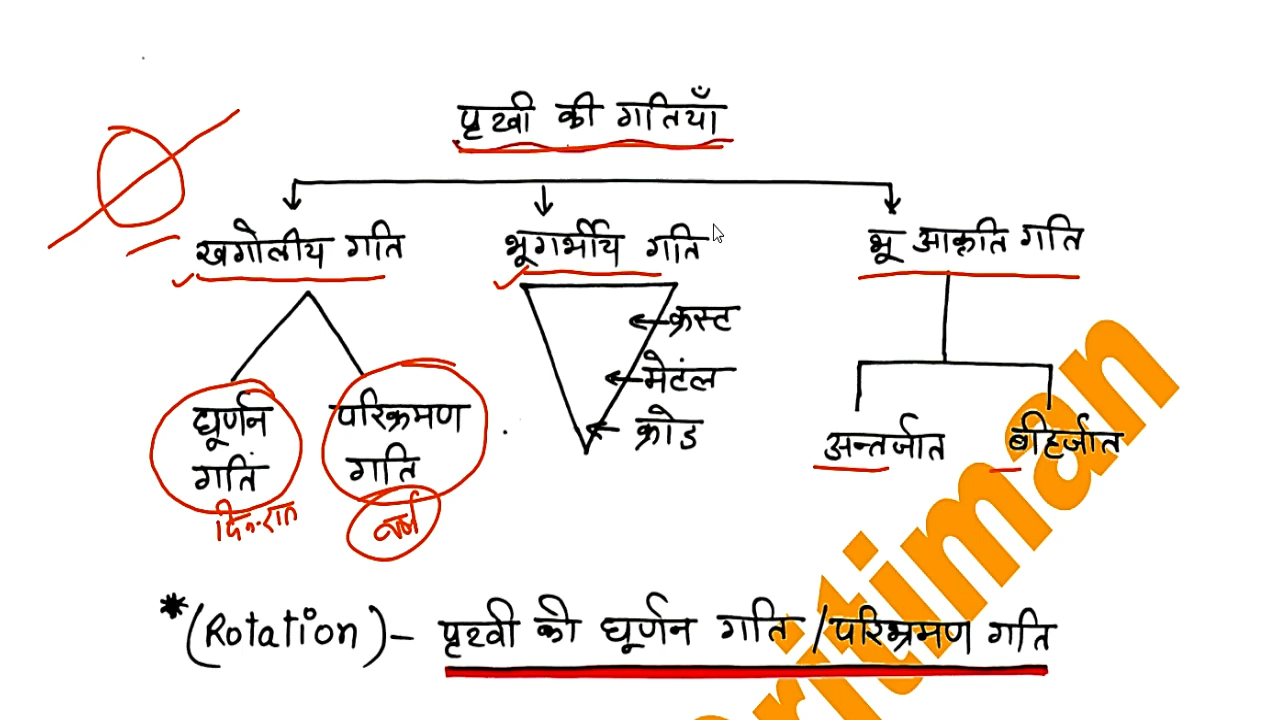 पृथ्वी की गतियाँ
खगोलीय गति
भूगर्भीय गति
भू आकृति गति
क्रस्ट
मेटंल
क्रोड
घूर्णन
गति
दिन-रात
परिक्रमण
गति
वर्ष
अन्तर्जात
बहिर्जात
*(Rotation)– पृथ्वी की घूर्णन गति/परिभ्रमण गति